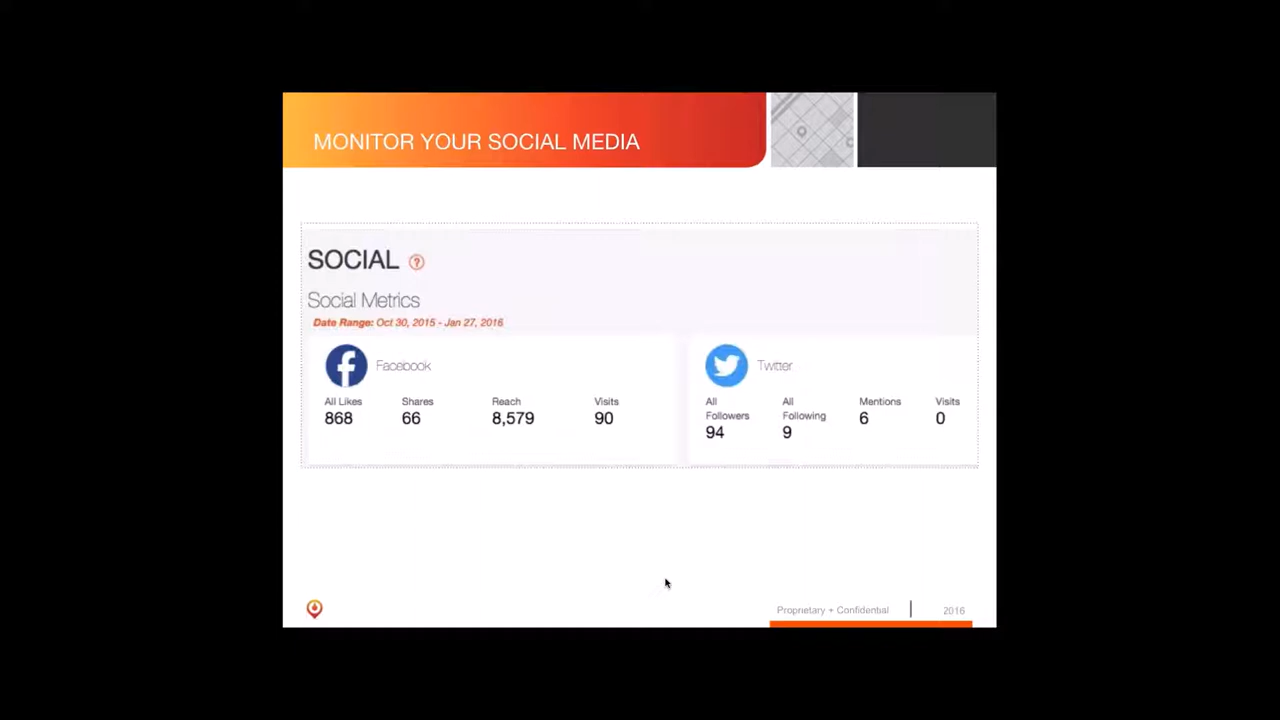 MONITOR YOUR SOCIAL MEDIA
SOCIAL ?
Social Metrics
Date Range: Oct 30, 2015 - Jan 27, 2016
Facebook
All Likes Shares Reach Visits
868 66 8,579 90
Twitter
All Followers All Following Mentions Visits
94 9 6 0
Proprietary + Confidential | 2016